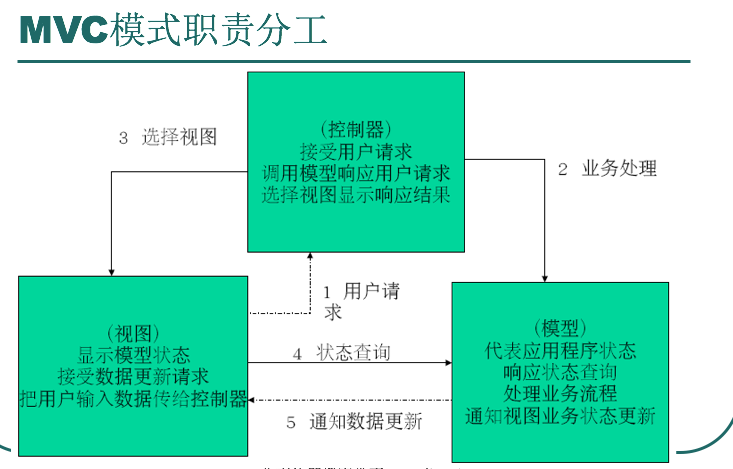 MVC模式职责分工
（控制器）
接受用户请求
调用模型响应用户请求
选择视图显示响应结果
3 选择视图
2 业务处理
1 用户请
求
（视图）
显示模型状态
接受数据更新请求
把用户输入数据传给控制器
4 状态查询
5 通知数据更新
（模型）
代表应用程序状态
响应状态查询
处理业务流程
通知视图业务状态更新